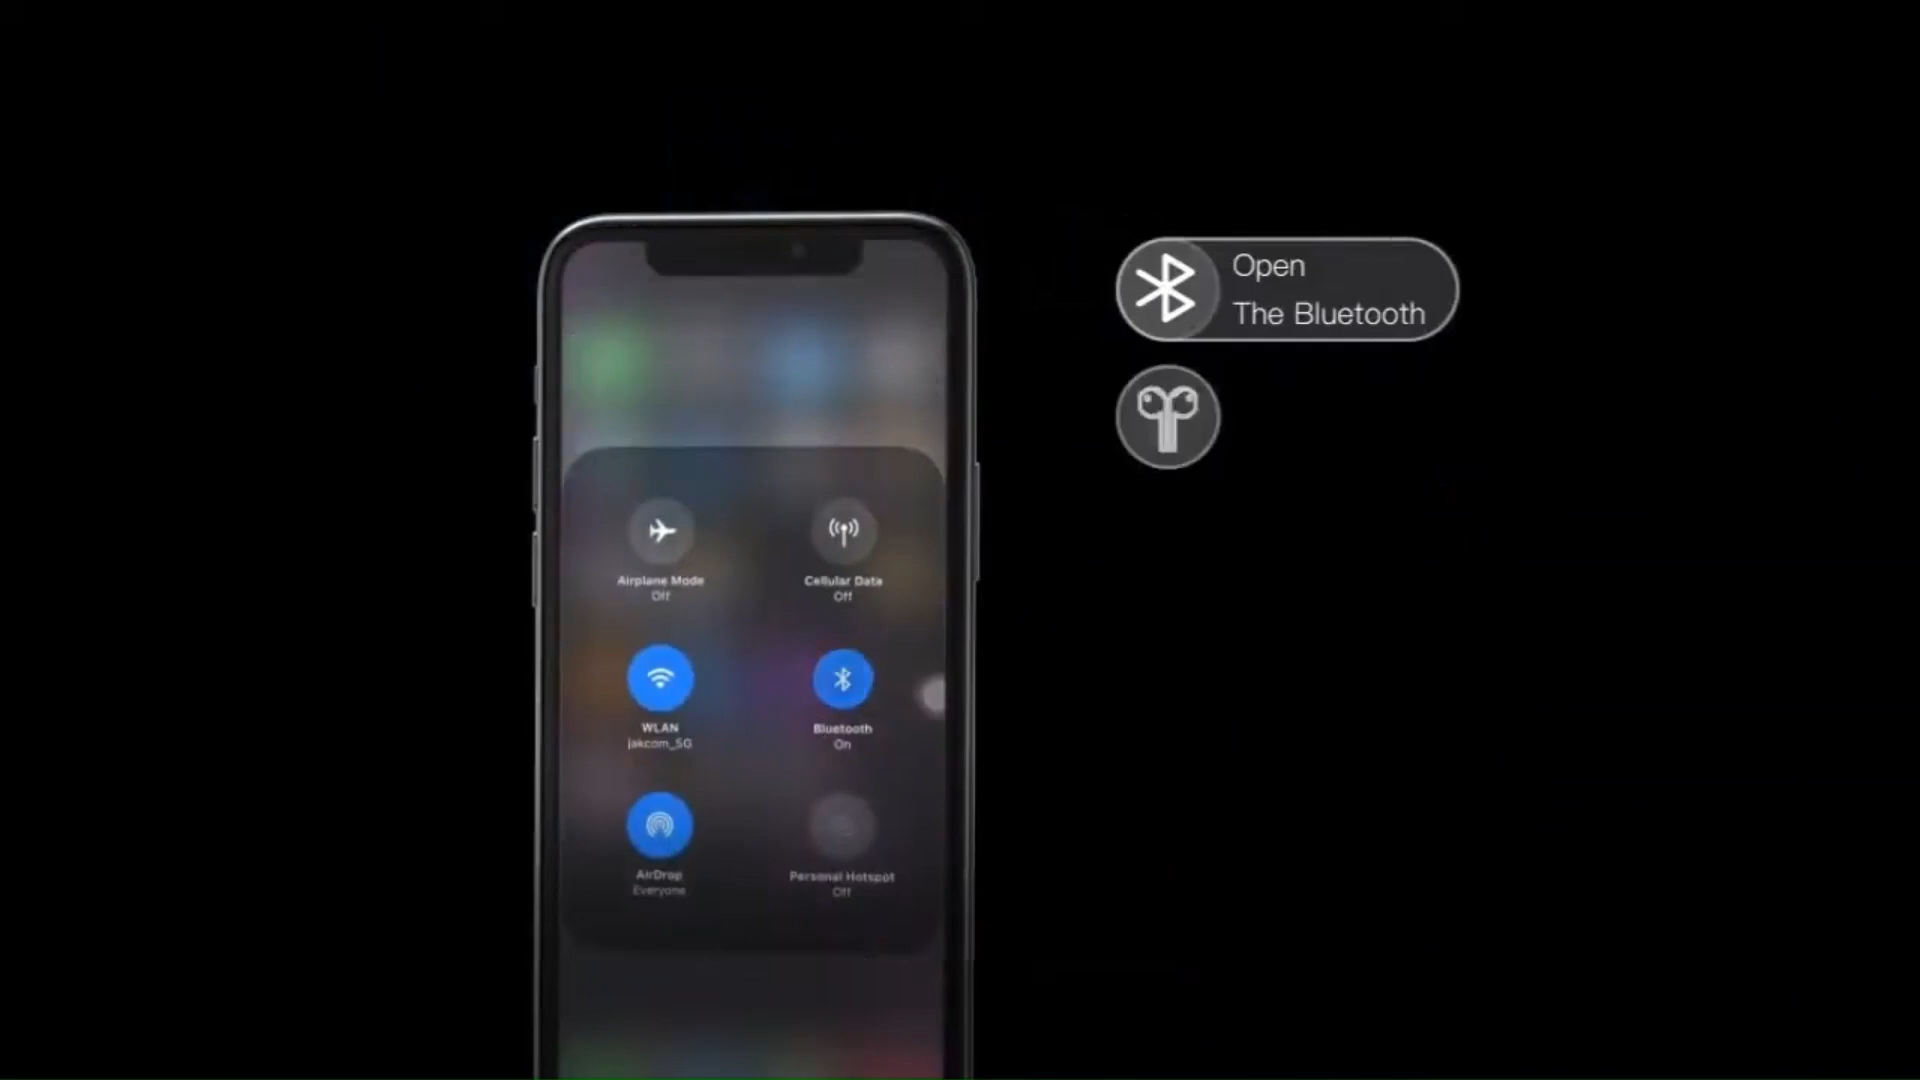 Open
The Bluetooth
Airplane Mode
Off
Cellular Data
Off
WLAN
jakcom_5G
Bluetooth
On
AirDrop
Everyone
Personal Hotspot
Off